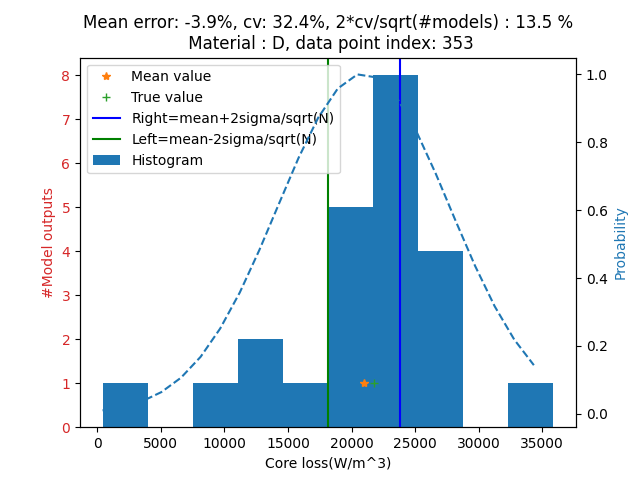 Mean error: -3.9%, cv: 32.4%, 2*cv/sqrt(#models) : 13.5 %
Material : D, data point index: 353
Mean value
True value
Right=mean+2sigma/sqrt(N)
Left=mean-2sigma/sqrt(N)
Histogram
#Model outputs
8
7
6
5
4
3
2
1
0
Probability
1.0
0.8
0.6
0.4
0.2
0.0
0 5000 10000 15000 20000 25000 30000 35000
Core loss(W/m^3)